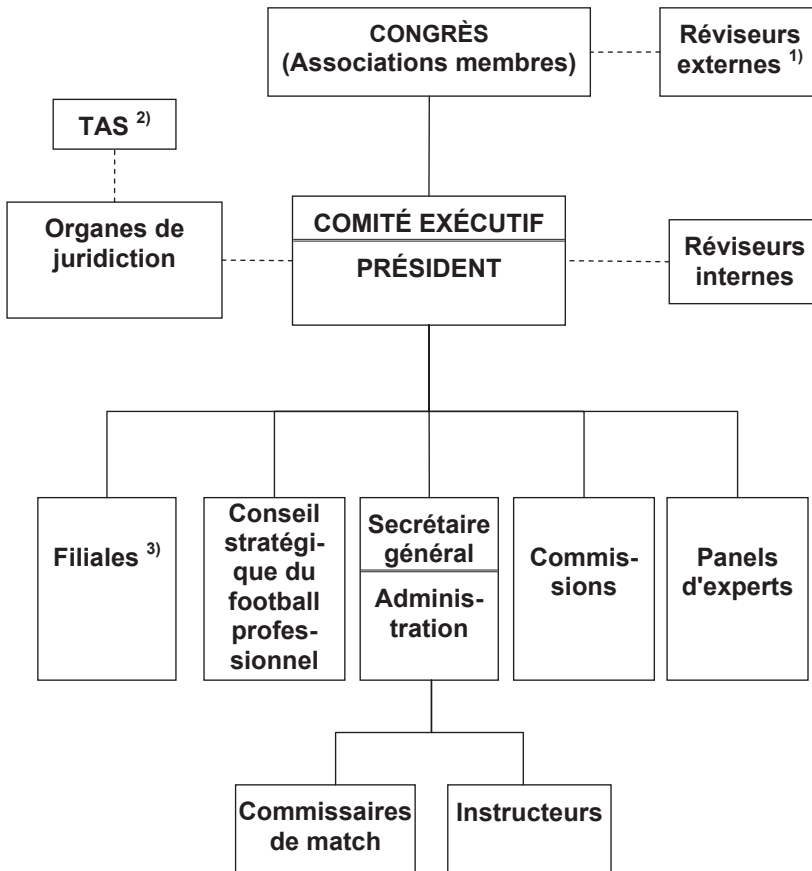 CONGRÈS
(Associations membres)
Réviseurs
externes 1)
TAS 2)
Organes de
juridiction
COMITÉ EXÉCUTIF
PRÉSIDENT
Réviseurs
internes
Filiales 3)
Conseil
stratégi-
que du
football
profes-
sionnel
Secrétaire
général
Adminis-
tration
Commis-
sions
Panels
d'experts
Commissaires
de match
Instructeurs